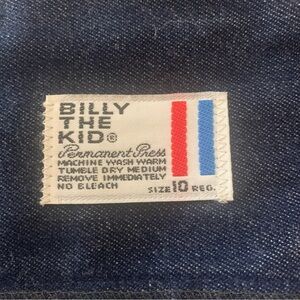 BILLY
THE
KID®
Permanent Press
MACHINE WASH WARM
TUMBLE DRY MEDIUM
REMOVE IMMEDIATELY
NO BLEACH
SIZE 10 REG.